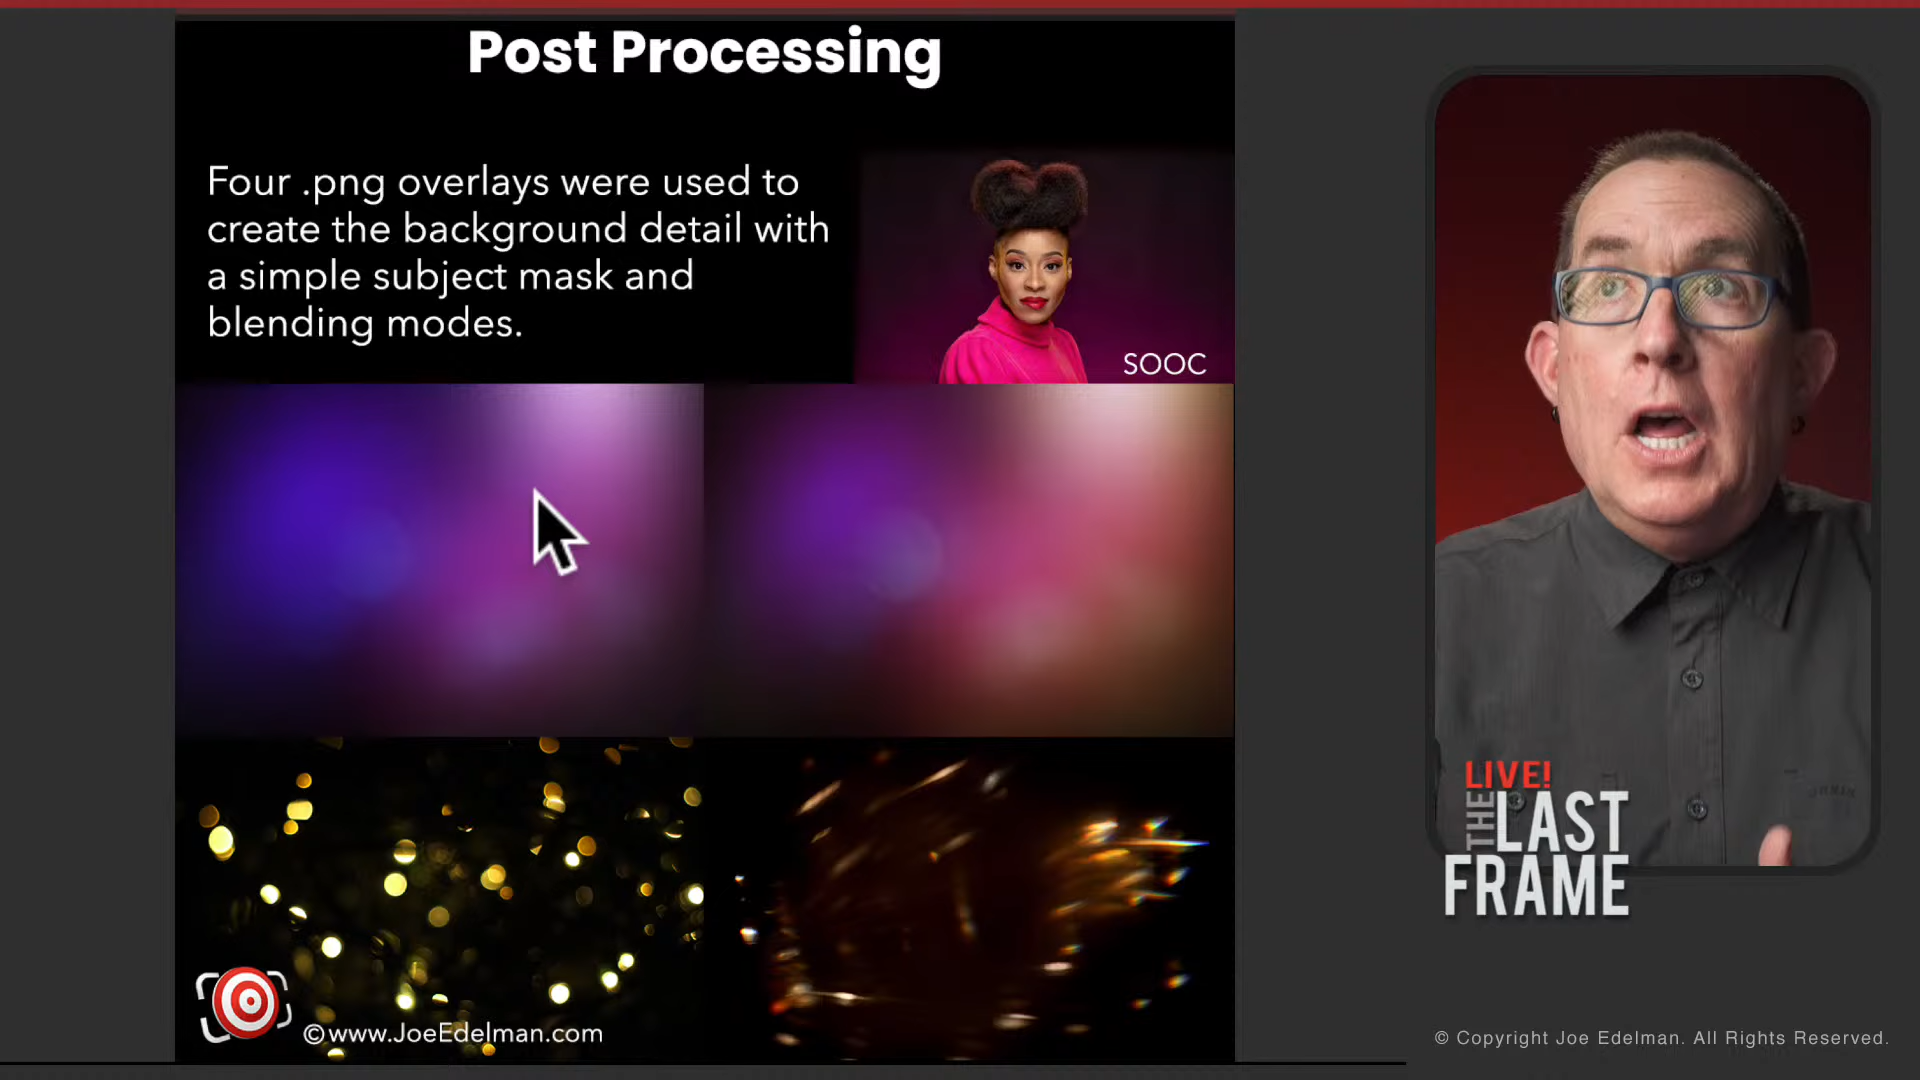 Post Processing
Four .png overlays were used to
create the background detail with
a simple subject mask and
blending modes.
SOOC
LIVE!
THE LAST
FRAME
©www.JoeEdelman.com
© Copyright Joe Edelman. All Rights Reserved.